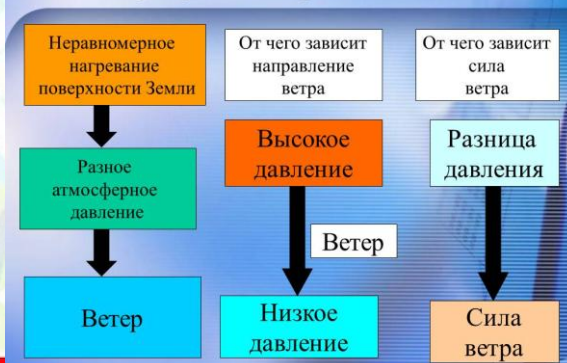 Неравномерное
нагревание
поверхности Земли
Разное
атмосферное
давление
Ветер
От чего зависит
направление
ветра
Высокое
давление
Ветер
Низкое
давление
От чего зависит
сила
ветра
Разница
давления
Сила
ветра